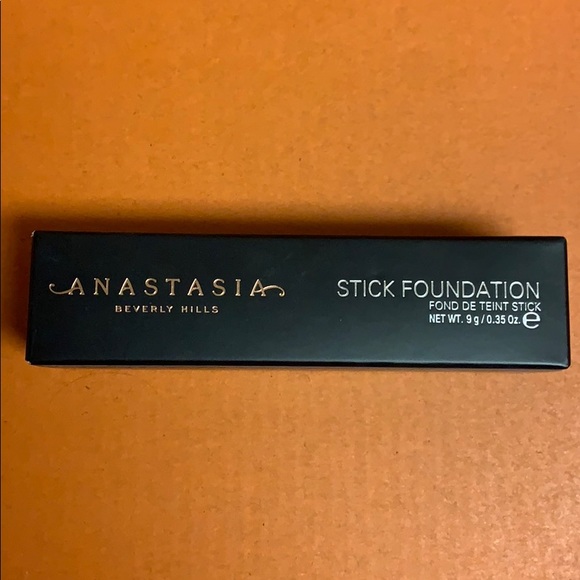 ANASTASIA
BEVERLY HILLS
STICK FOUNDATION
FOND DE TEINT STICK
NET WT. 9 g / 0.35 Oz. ℮